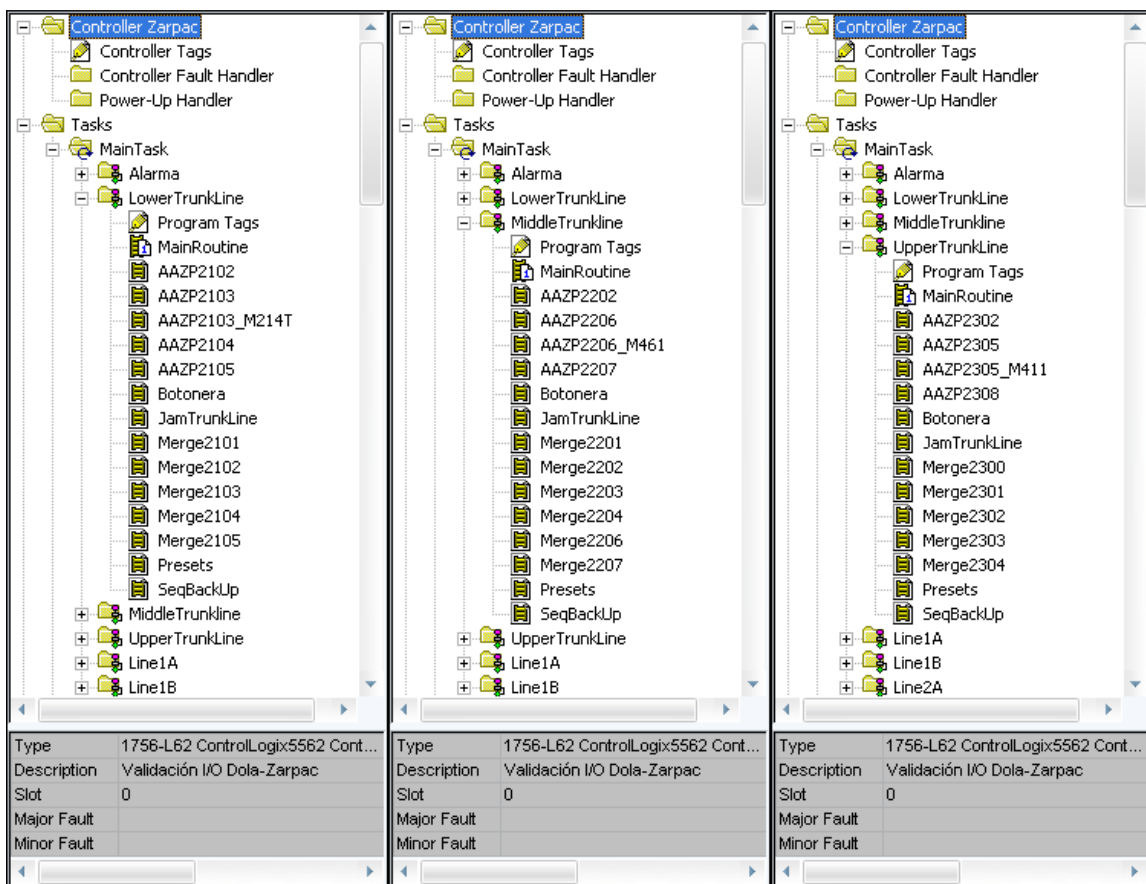 Controller Zarpac
Controller Tags
Controller Fault Handler
Power-Up Handler
Tasks
MainTask
Alarma
LowerTrunkLine
Program Tags
MainRoutine
AAZP2102
AAZP2103
AAZP2103_M214T
AAZP2104
AAZP2105
Botonera
JamTrunkLine
Merge2101
Merge2102
Merge2103
Merge2104
Merge2105
Presets
SeqBackUp
MiddleTrunkline
UpperTrunkLine
Line1A
Line1B
Type 1756-L62 ControlLogix5562 Cont...
Description Validación I/O Dola-Zarpac
Slot 0
Major Fault
Minor Fault
Controller Zarpac
Controller Tags
Controller Fault Handler
Power-Up Handler
Tasks
MainTask
Alarma
LowerTrunkLine
MiddleTrunkline
Program Tags
MainRoutine
AAZP2202
AAZP2206
AAZP2206_M461
AAZP2207
Botonera
JamTrunkLine
Merge2201
Merge2202
Merge2203
Merge2204
Merge2206
Merge2207
Presets
SeqBackUp
UpperTrunkLine
Line1A
Line1B
Type 1756-L62 ControlLogix5562 Cont...
Description Validación I/O Dola-Zarpac
Slot 0
Major Fault
Minor Fault
Controller Zarpac
Controller Tags
Controller Fault Handler
Power-Up Handler
Tasks
MainTask
Alarma
LowerTrunkLine
MiddleTrunkline
UpperTrunkLine
Program Tags
MainRoutine
AAZP2302
AAZP2305
AAZP2305_M411
AAZP2308
Botonera
JamTrunkLine
Merge2300
Merge2301
Merge2302
Merge2303
Merge2304
Presets
SeqBackUp
Line1A
Line1B
Line2A
Type 1756-L62 ControlLogix5562 Cont...
Description Validación I/O Dola-Zarpac
Slot 0
Major Fault
Minor Fault